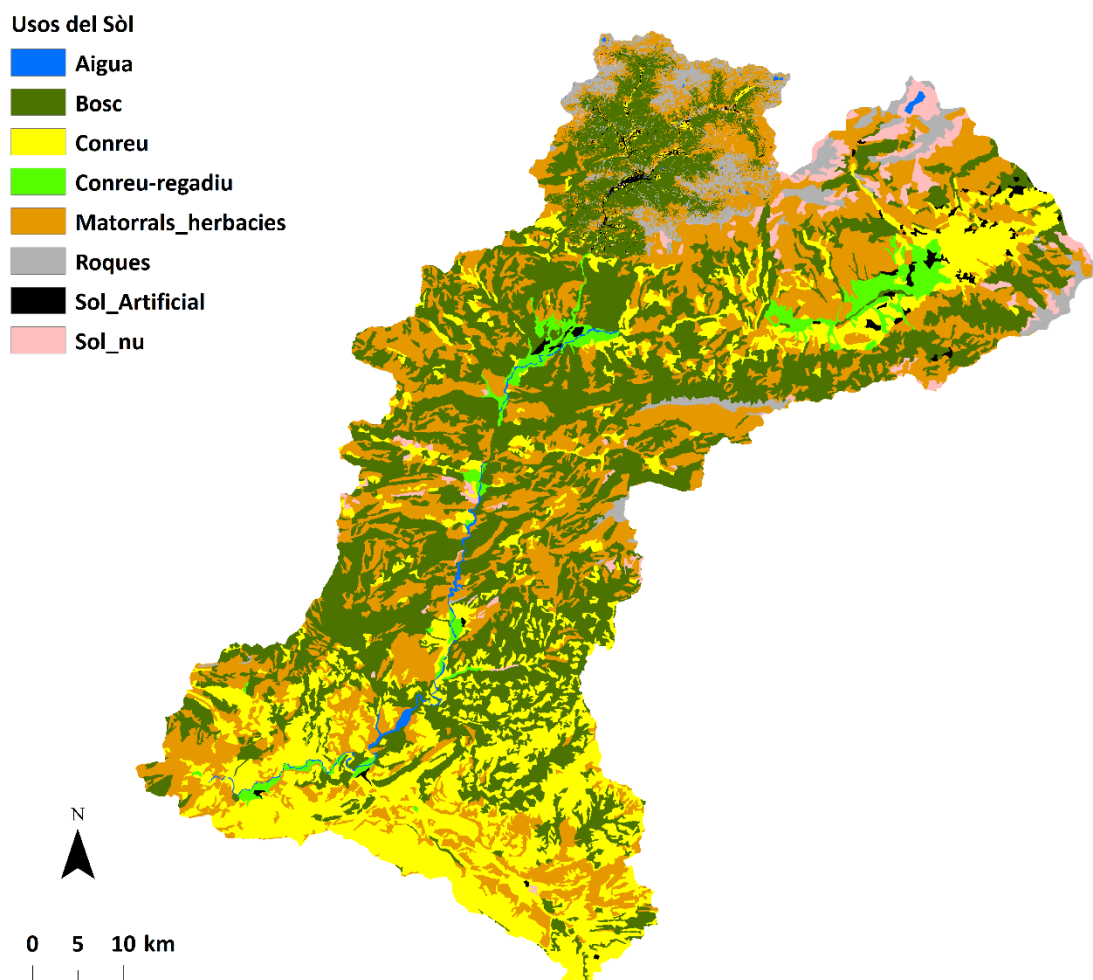 Usos del Sòl
Aigua
Bosc
Conreu
Conreu-regadiu
Matorrals_herbacies
Roques
Sol_Artificial
Sol_nu
N
0 5 10 km